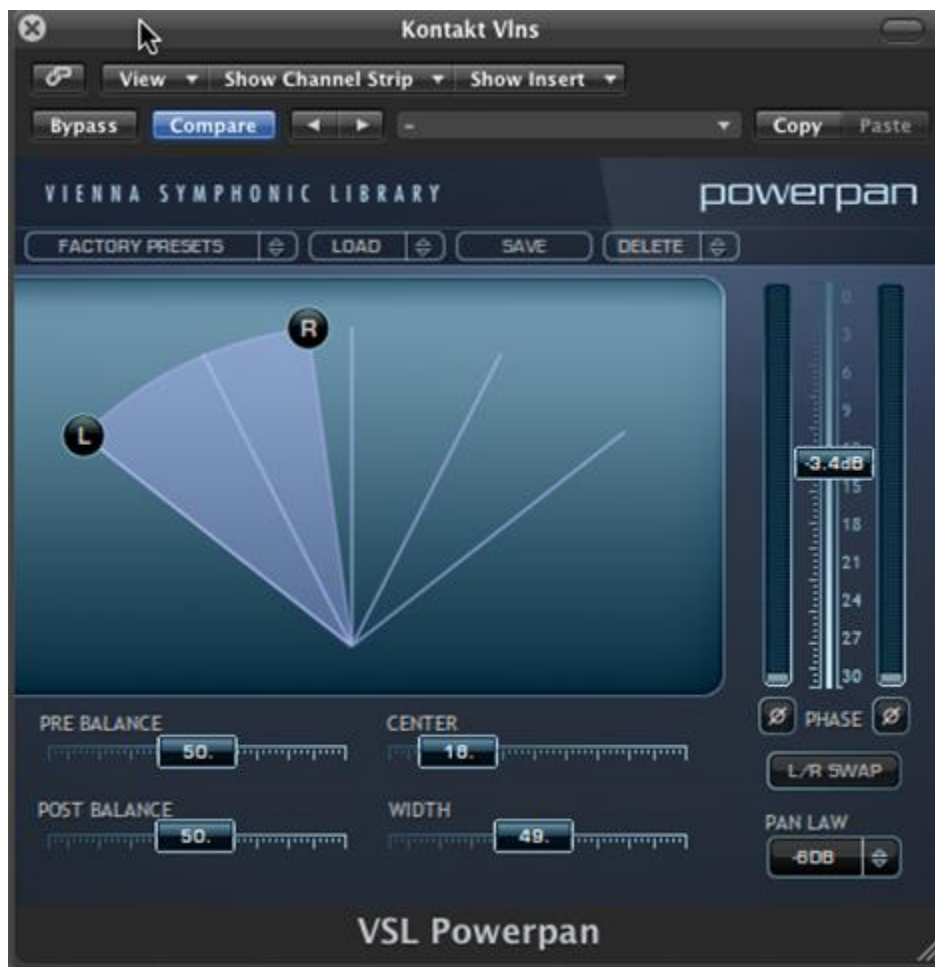 Kontakt Vlns
View Show Channel Strip Show Insert
Bypass Compare - Copy Paste
VIENNA SYMPHONIC LIBRARY powerpan
FACTORY PRESETS LOAD SAVE DELETE
0
3
R
6
9
L
-3.4dB
15
18
21
24
27
30
PRE BALANCE CENTER Ø PHASE Ø
50. 18.
L/R SWAP
POST BALANCE WIDTH
50. 49.
PAN LAW
-6DB
VSL Powerpan